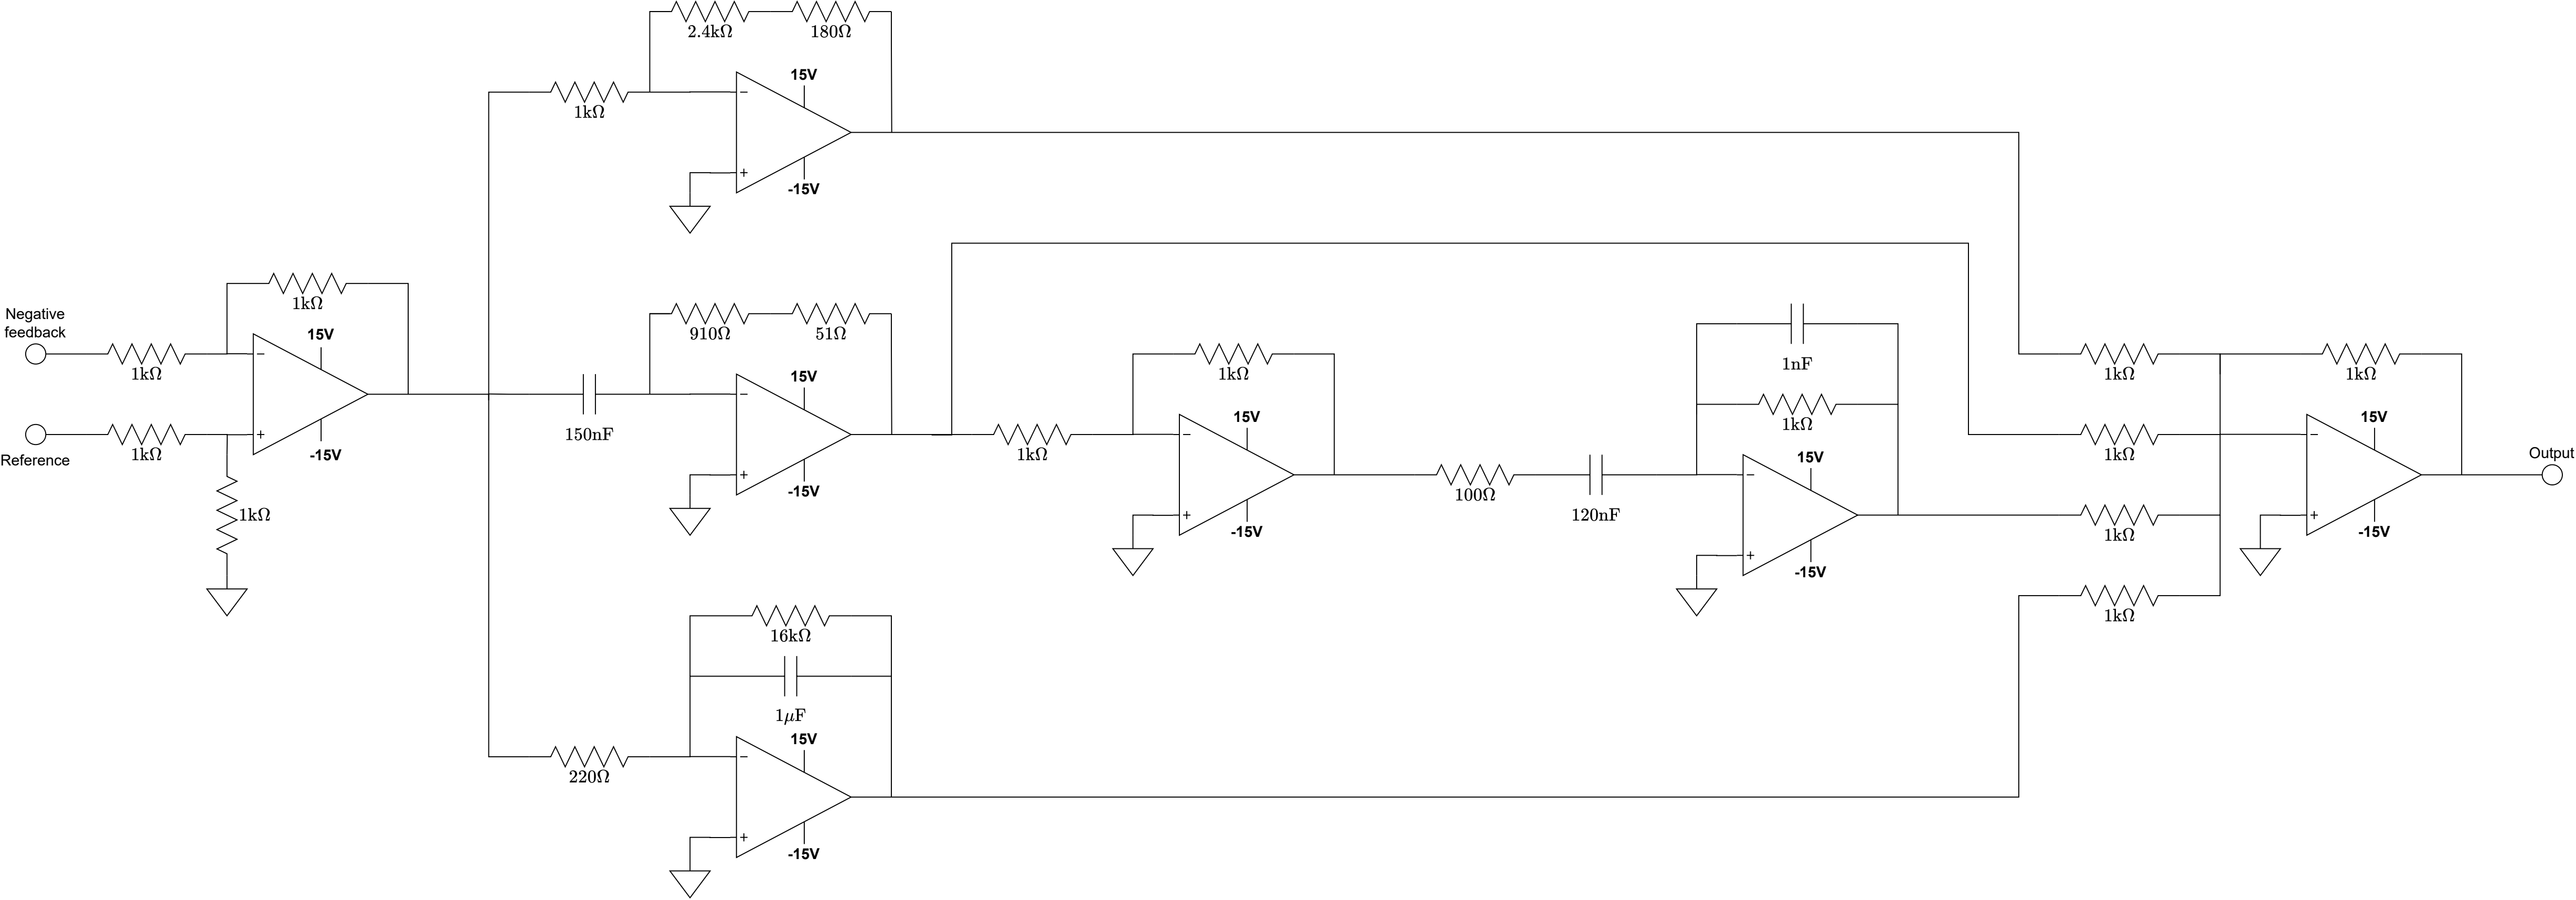 2.4kΩ
180Ω
15V
−
1kΩ
+
-15V
1kΩ
Negative
feedback
15V
−
1kΩ
Reference
+
1kΩ
-15V
1kΩ
910Ω
51Ω
15V
−
150nF
+
-15V
1kΩ
15V
−
1kΩ
+
-15V
1nF
1kΩ
15V
−
100Ω
120nF
+
-15V
16kΩ
1μF
15V
−
220Ω
+
-15V
1kΩ
1kΩ
1kΩ
1kΩ
1kΩ
15V
−
+
-15V
Output